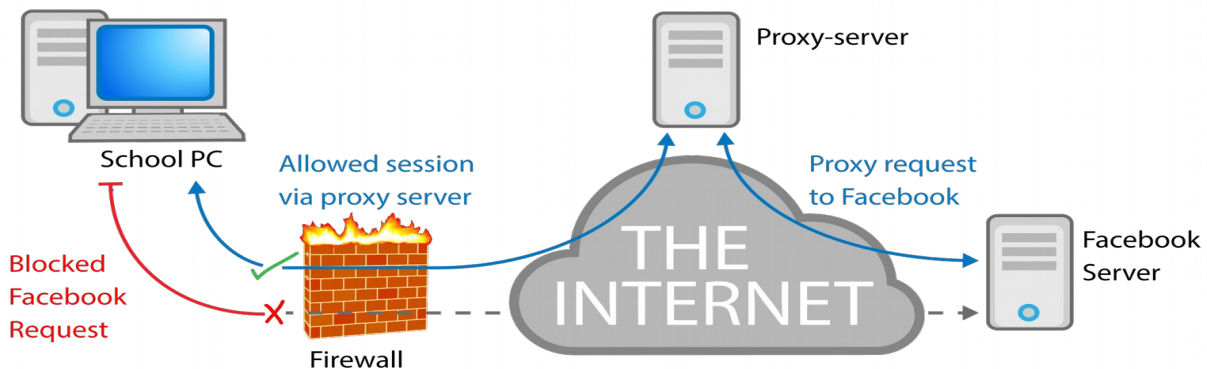 Proxy-server
School PC
Allowed session
via proxy server
Proxy request
to Facebook
THE
INTERNET
Facebook
Server
Blocked
Facebook
Request
Firewall